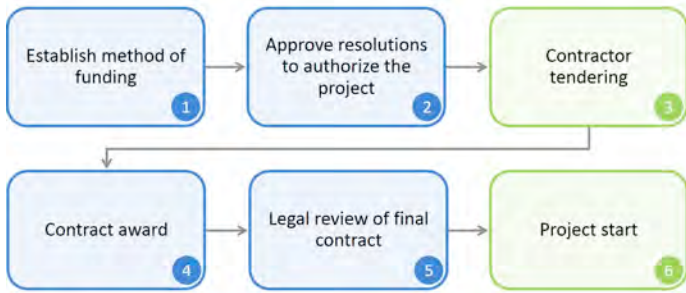 Establish method of
funding
1
Approve resolutions
to authorize the
project
2
Contractor
tendering
3
Contract award
4
Legal review of final
contract
5
Project start
6